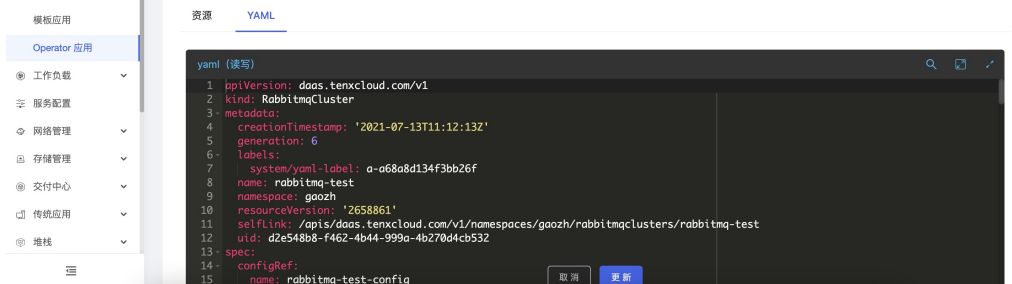 模板应用
Operator 应用
工作负载
服务配置
网络管理
存储管理
交付中心
传统应用
堆栈
资源 YAML
yaml（读写）
1 apiVersion: daas.tenxcloud.com/v1
2 kind: RabbitmqCluster
3 metadata:
4 creationTimestamp: '2021-07-13T11:12:13Z'
5 generation: 6
6 labels:
7 system/yaml-label: a-a68a8d134f3bb26f
8 name: rabbitmq-test
9 namespace: gaozh
10 resourceVersion: '2658861'
11 selfLink: /apis/daas.tenxcloud.com/v1/namespaces/gaozh/rabbitmqclusters/rabbitmq-test
12 uid: d2e548b8-f462-4b44-999a-4b270d4cb532
13 spec:
14 configRef:
15 name: rabbitmq-test-config
取消 更新